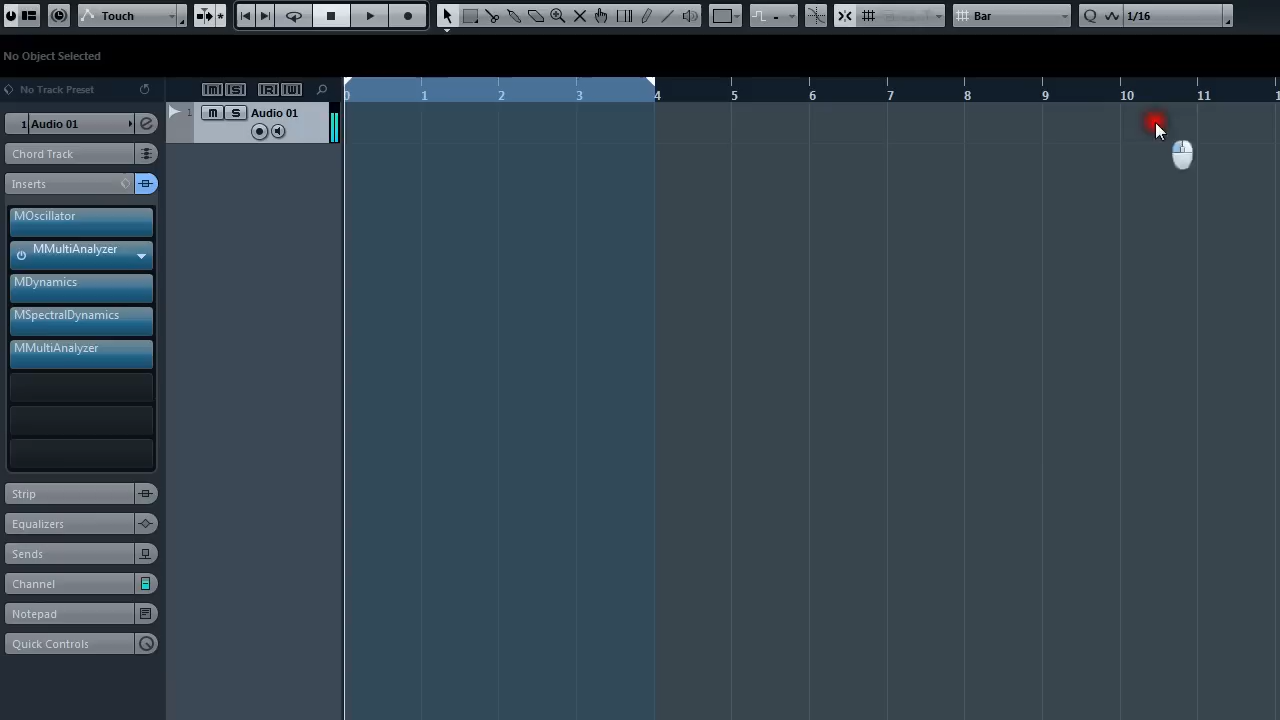 Touch
Bar
1/16
No Object Selected
No Track Preset
M S R W
0 1 2 3 4 5 6 7 8 9 10 11 1
1 Audio 01
1 M S Audio 01
Chord Track
Inserts
MOscillator
MMultiAnalyzer
MDynamics
MSpectralDynamics
MMultiAnalyzer
Strip
Equalizers
Sends
Channel
Notepad
Quick Controls